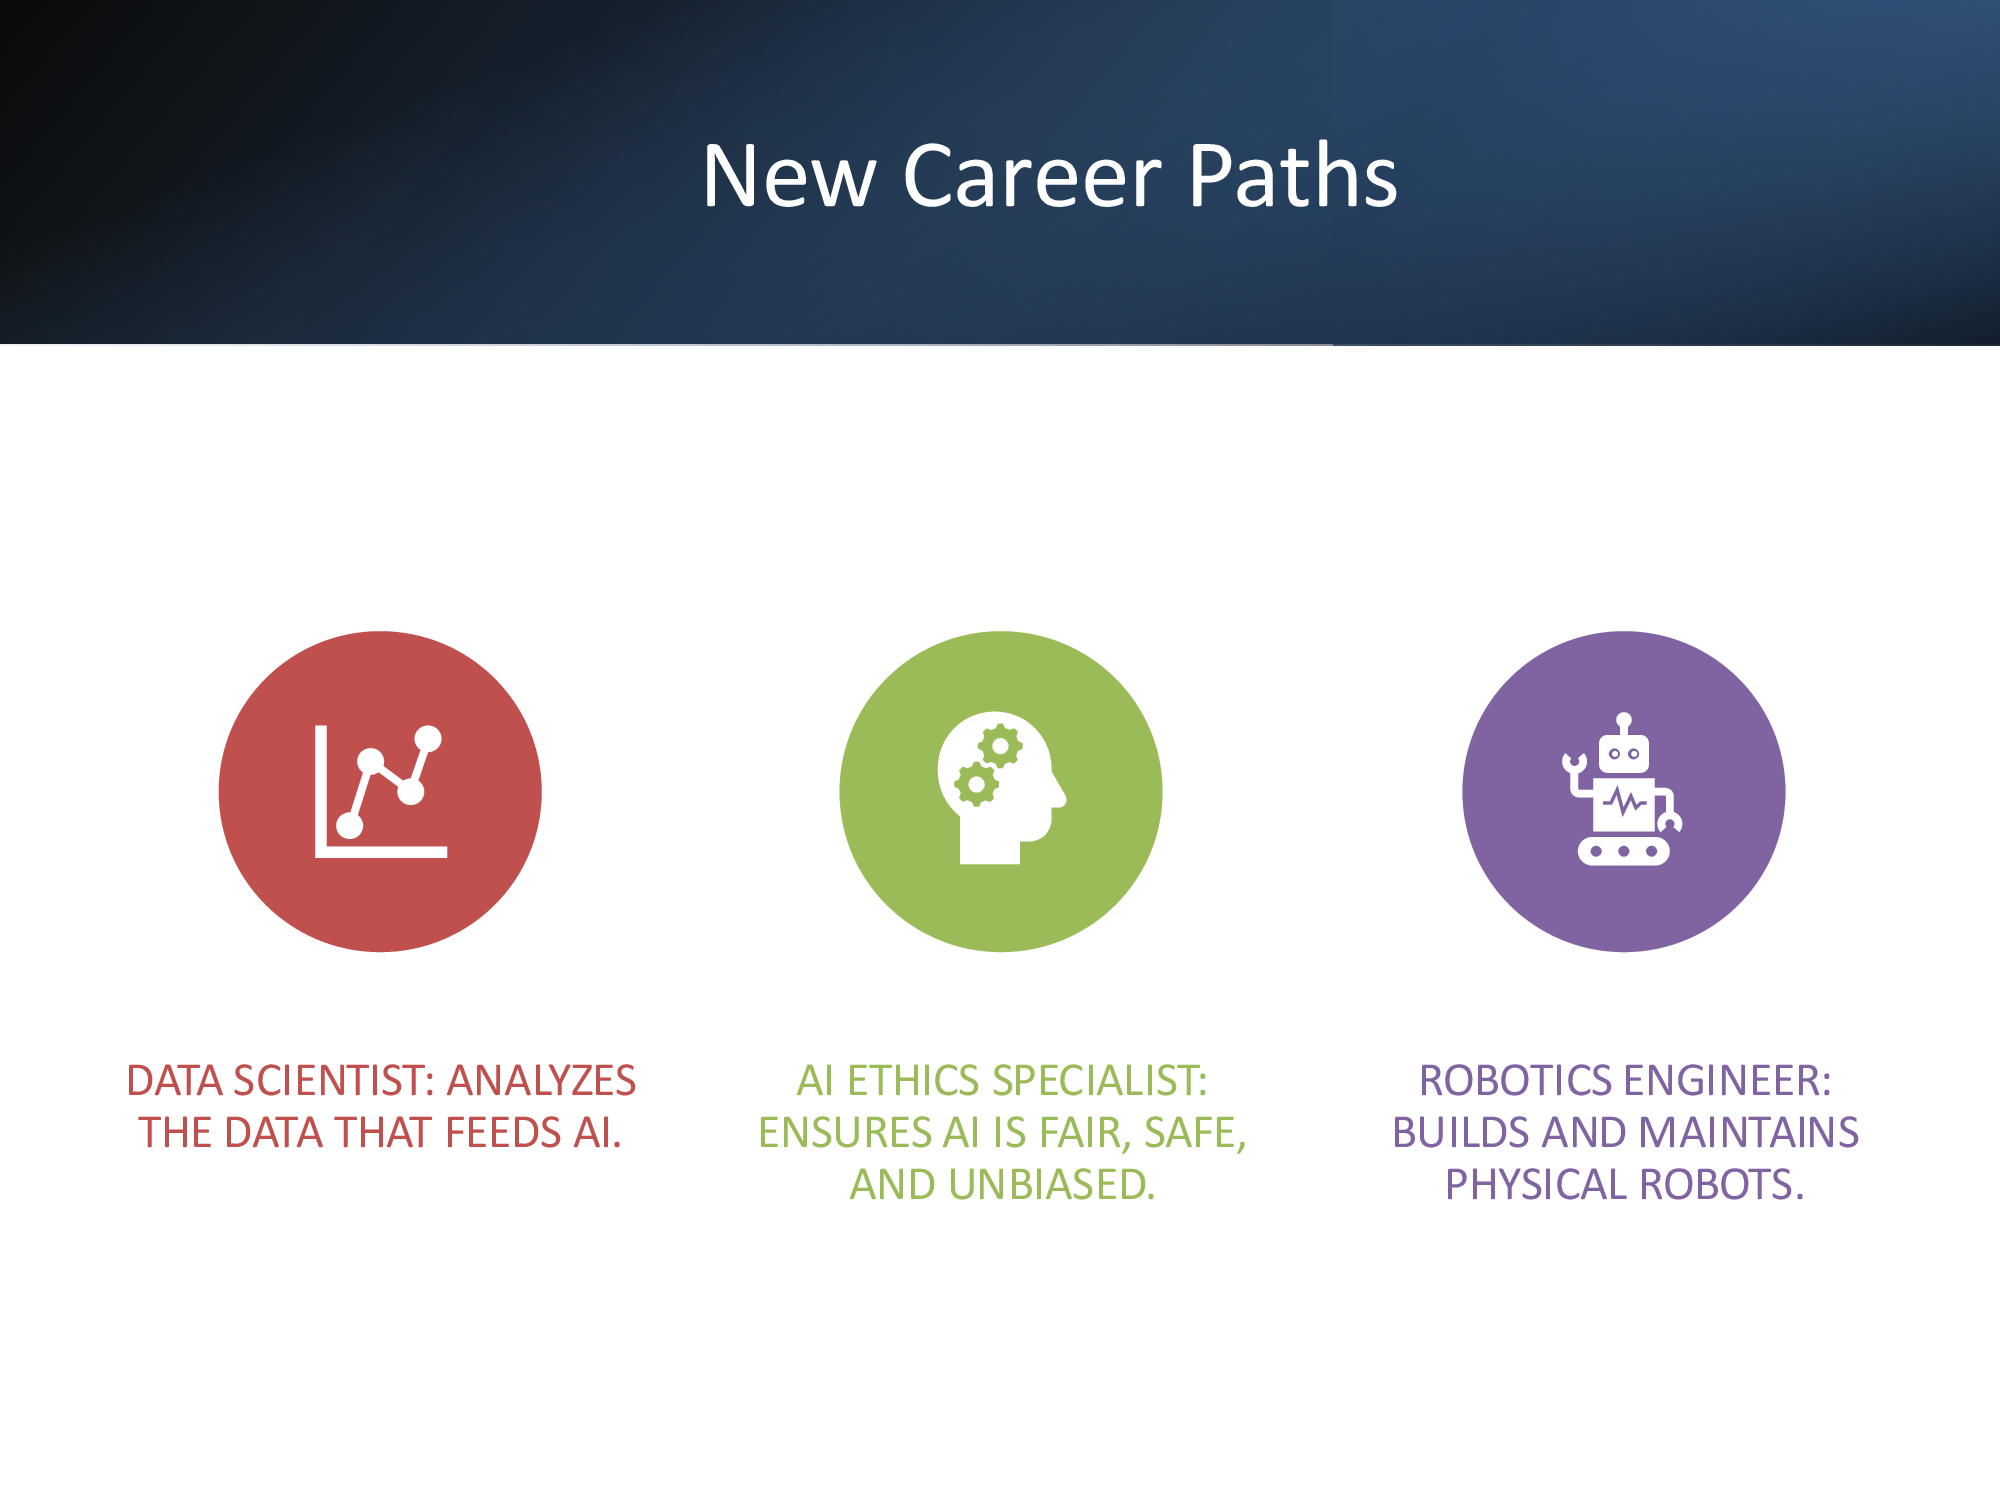 New Career Paths
DATA SCIENTIST: ANALYZES
THE DATA THAT FEEDS AI.
AI ETHICS SPECIALIST:
ENSURES AI IS FAIR, SAFE,
AND UNBIASED.
ROBOTICS ENGINEER:
BUILDS AND MAINTAINS
PHYSICAL ROBOTS.